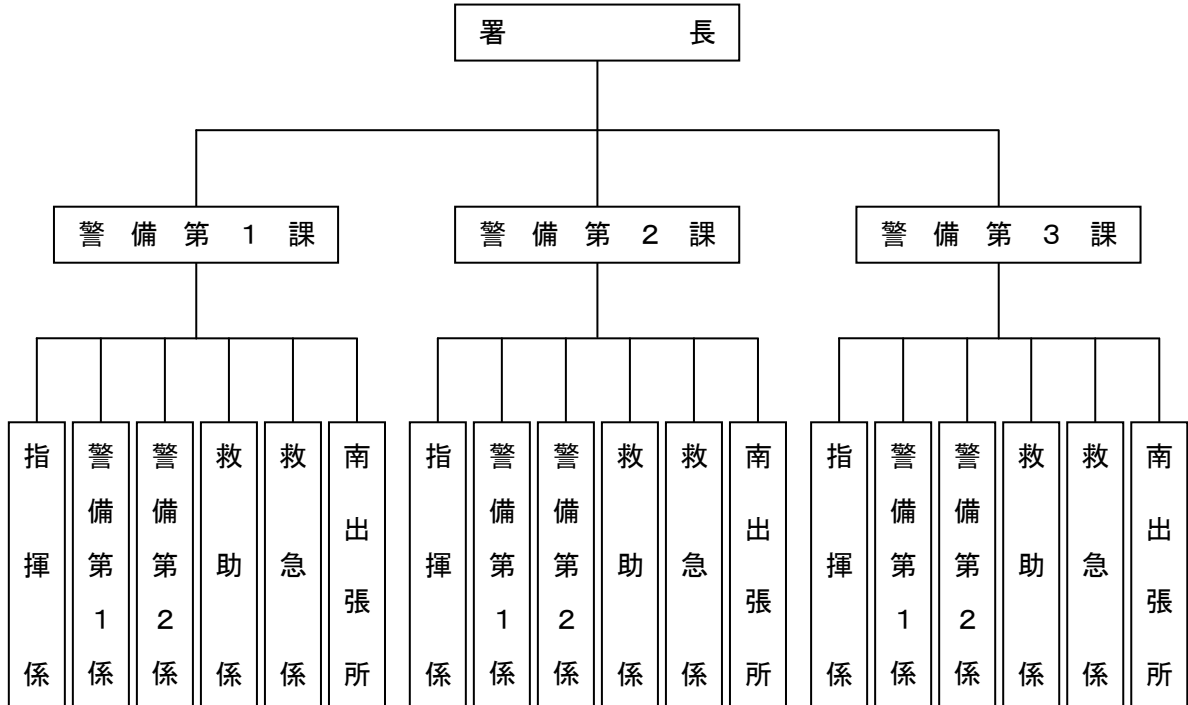 署長
警備第１課
警備第２課
警備第３課
指揮係
警備第１係
警備第２係
救助係
救急係
南出張所
指揮係
警備第１係
警備第２係
救助係
救急係
南出張所
指揮係
警備第１係
警備第２係
救助係
救急係
南出張所